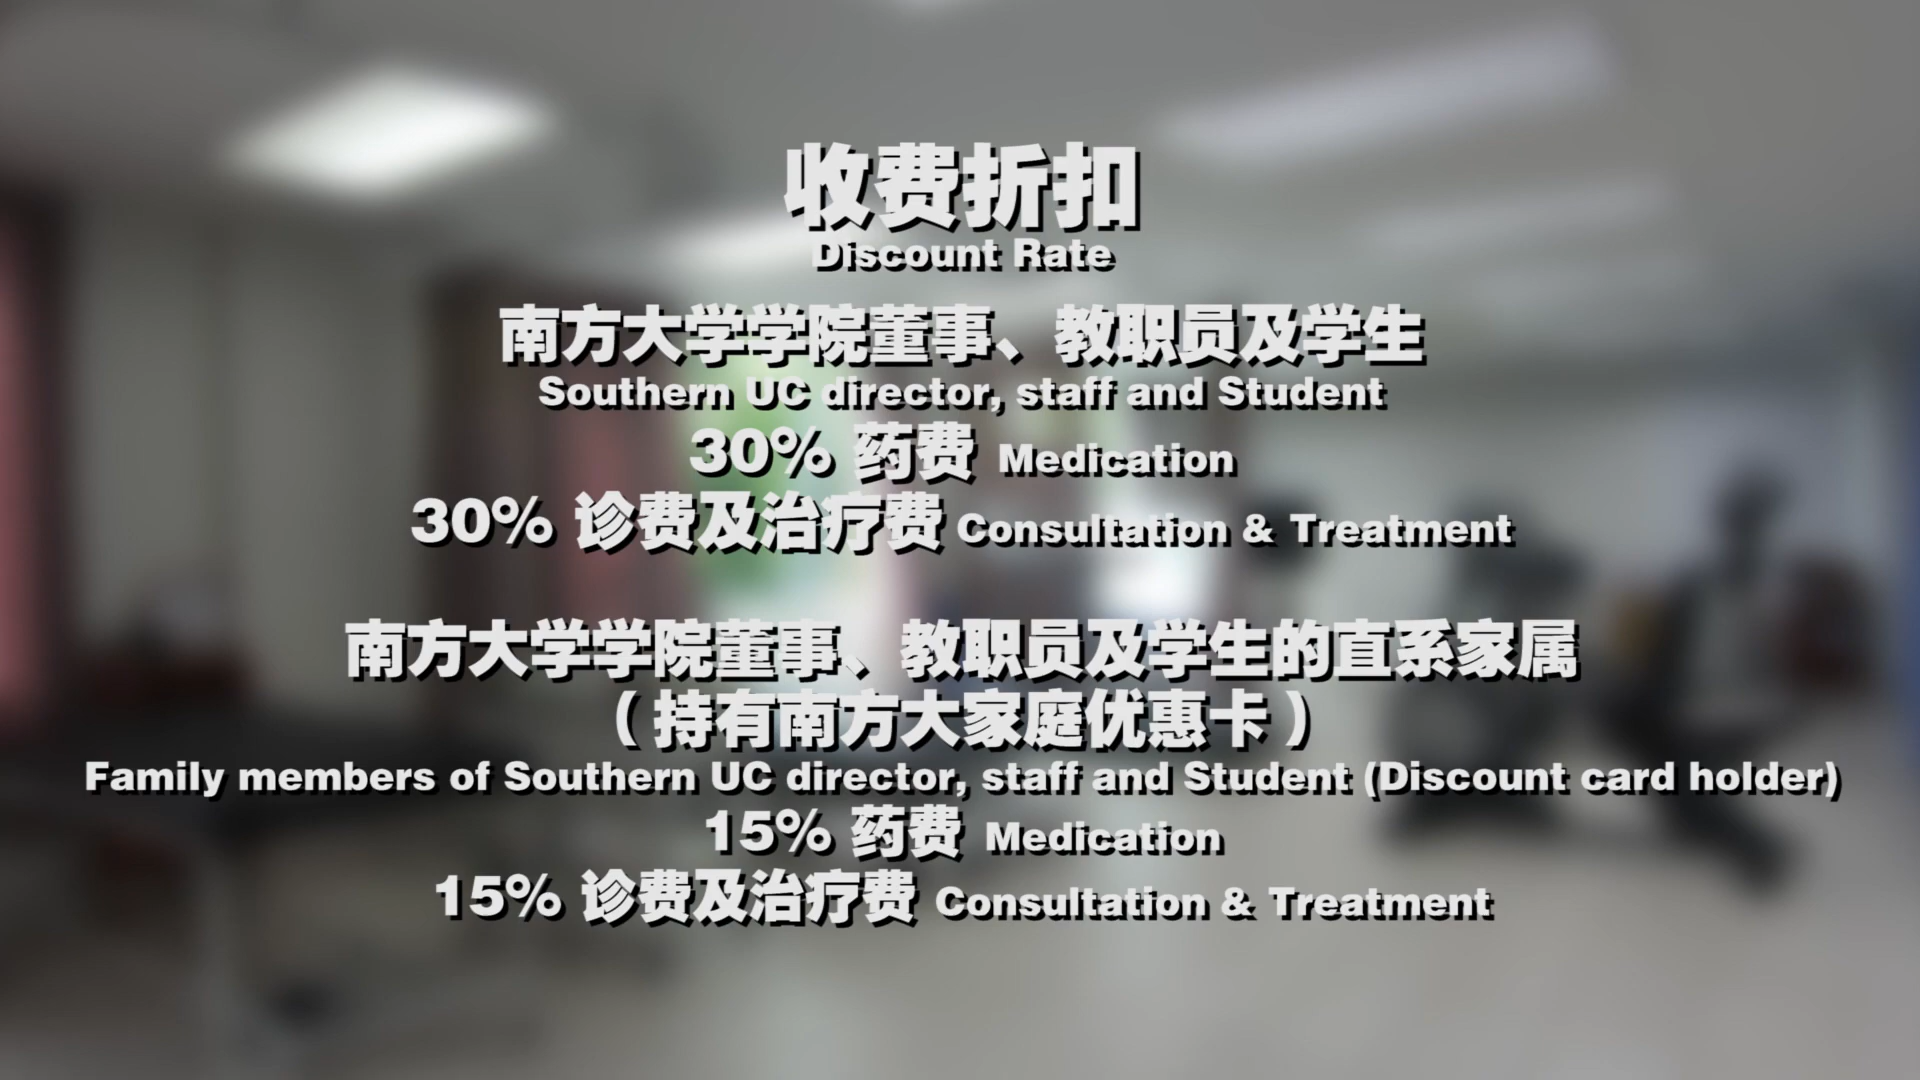 收费折扣
Discount Rate
南方大学学院董事、教职员及学生
Southern UC director, staff and Student
30% 药费 Medication
30% 诊费及治疗费 Consultation & Treatment
南方大学学院董事、教职员及学生的直系家属
（持有南方大家庭优惠卡）
Family members of Southern UC director, staff and Student (Discount card holder)
15% 药费 Medication
15% 诊费及治疗费 Consultation & Treatment